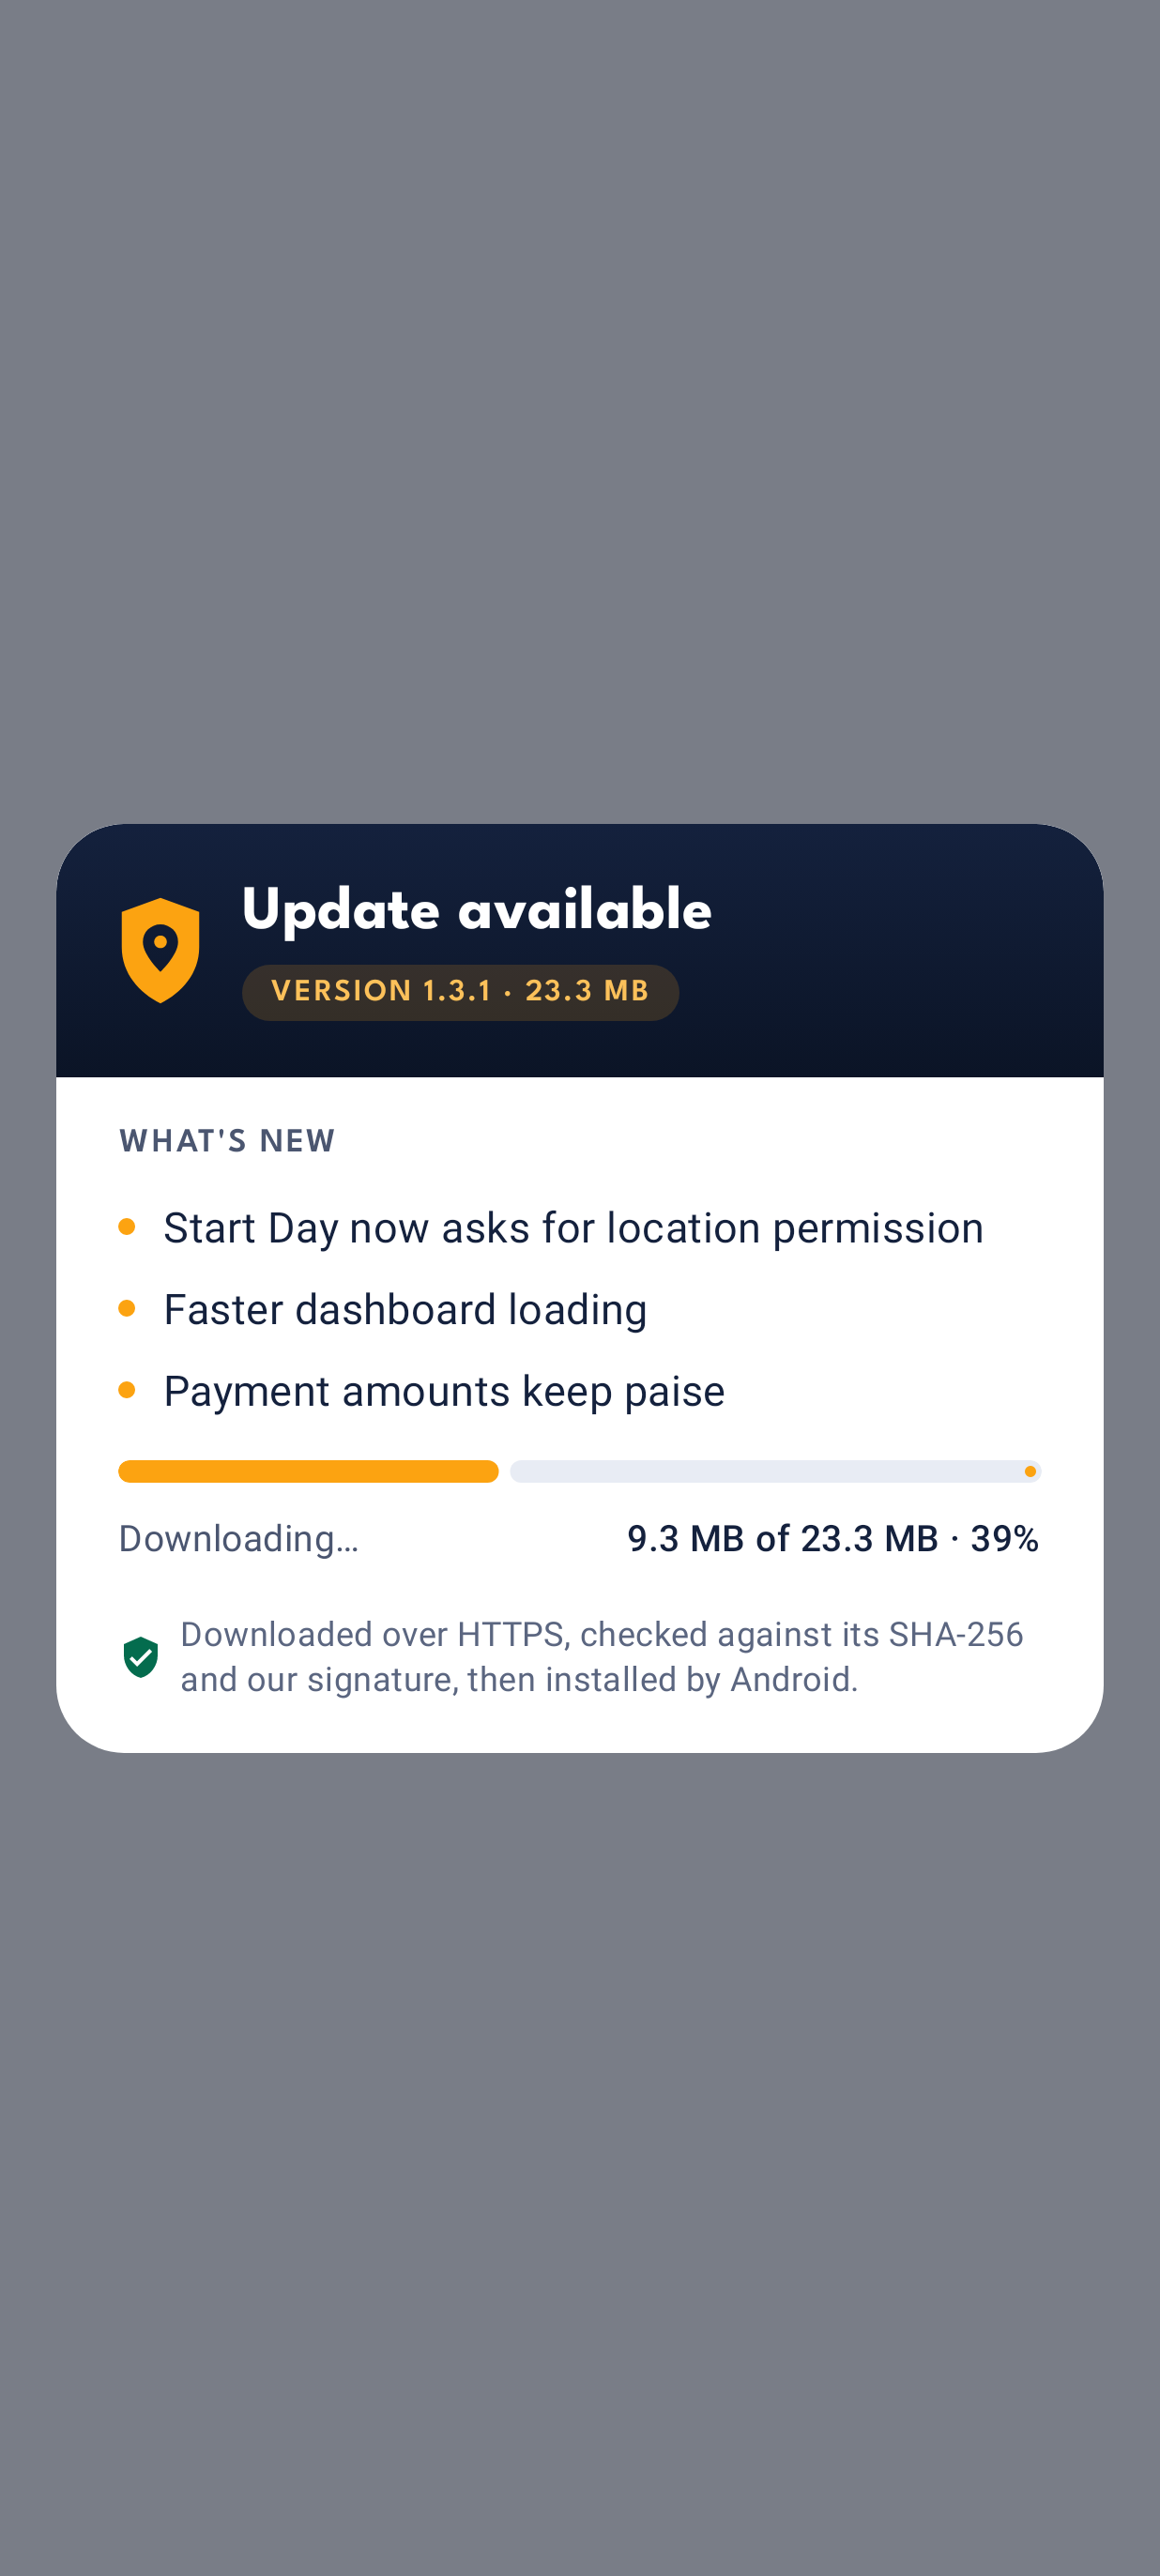 Update available
VERSION 1.3.1 · 23.3 MB
WHAT'S NEW
Start Day now asks for location permission
Faster dashboard loading
Payment amounts keep paise
Downloading…
9.3 MB of 23.3 MB · 39%
Downloaded over HTTPS, checked against its SHA-256
and our signature, then installed by Android.